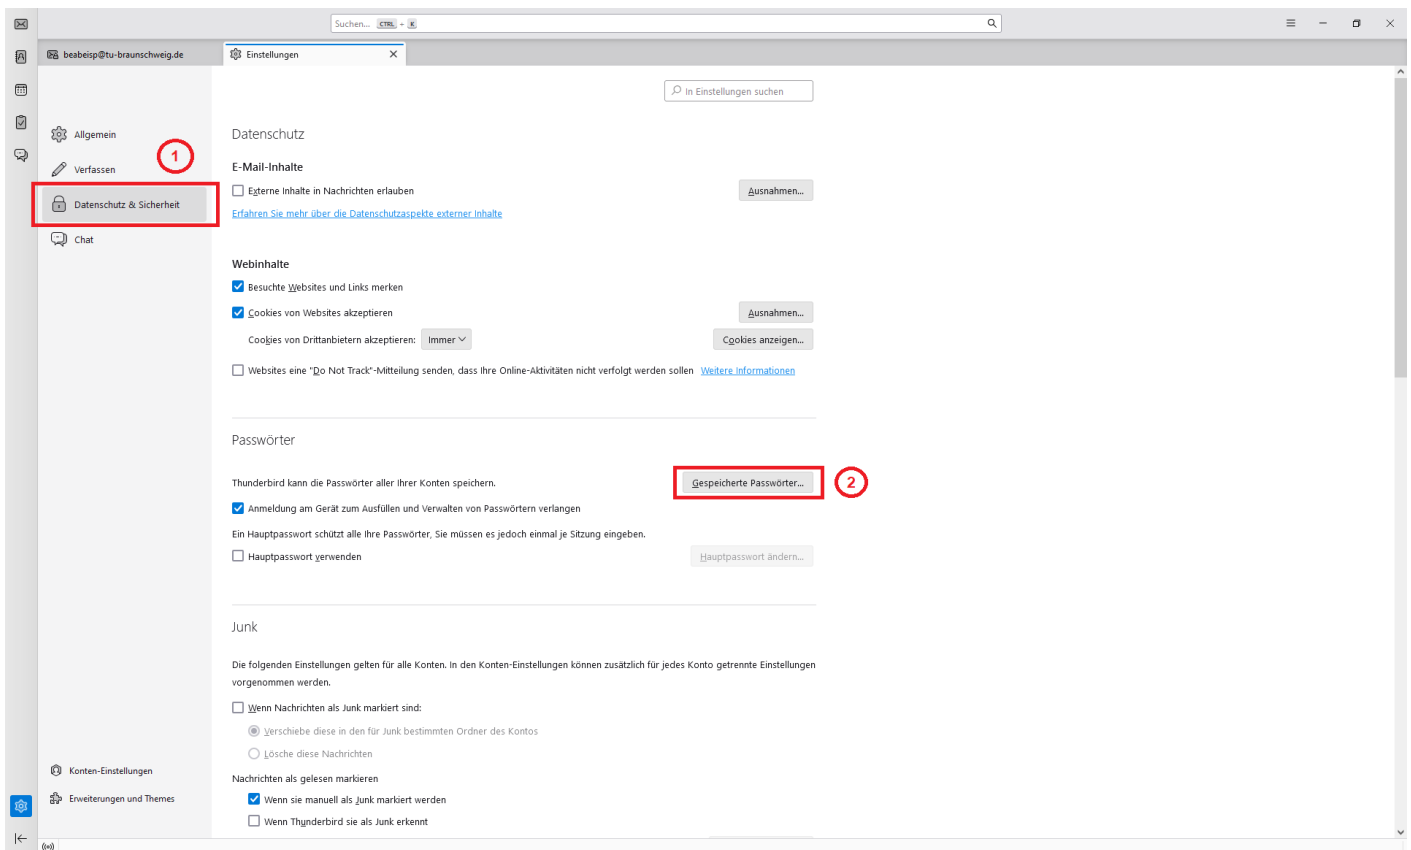 Suchen... CTRL + K
beabeisp@tu-braunschweig.de
Einstellungen
In Einstellungen suchen
Allgemein
1
Verfassen
Datenschutz & Sicherheit
Chat
Datenschutz
E-Mail-Inhalte
Externe Inhalte in Nachrichten erlauben
Ausnahmen...
Erfahren Sie mehr über die Datenschutzaspekte externer Inhalte
Webinhalte
Besuchte Websites und Links merken
Cookies von Websites akzeptieren
Ausnahmen...
Cookies von Drittanbietern akzeptieren: Immer
Cookies anzeigen...
Websites eine "Do Not Track"-Mitteilung senden, dass Ihre Online-Aktivitäten nicht verfolgt werden sollen Weitere Informationen
Passwörter
Thunderbird kann die Passwörter aller Ihrer Konten speichern.
Gespeicherte Passwörter...
2
Anmeldung am Gerät zum Ausfüllen und Verwalten von Passwörtern verlangen
Ein Hauptpasswort schützt alle Ihre Passwörter, Sie müssen es jedoch einmal je Sitzung eingeben.
Hauptpasswort verwenden
Hauptpasswort ändern...
Junk
Die folgenden Einstellungen gelten für alle Konten. In den Konten-Einstellungen können zusätzlich für jedes Konto getrennte Einstellungen
vorgenommen werden.
Wenn Nachrichten als Junk markiert sind:
Verschiebe diese in den für Junk bestimmten Ordner des Kontos
Lösche diese Nachrichten
Nachrichten als gelesen markieren
Wenn sie manuell als Junk markiert werden
Wenn Thunderbird sie als Junk erkennt
Konten-Einstellungen
Erweiterungen und Themes